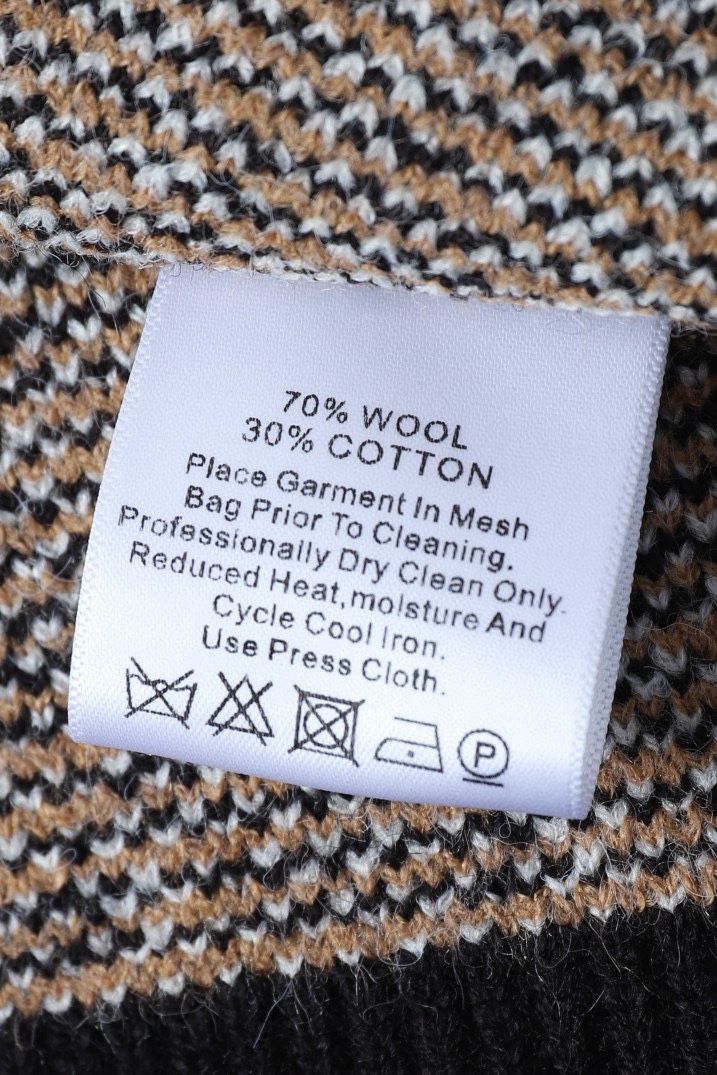 70% WOOL
30% COTTON
Place Garment In Mesh
Bag Prior To Cleaning.
Professionally Dry Clean Only.
Reduced Heat,moisture And
Cycle Cool Iron.
Use Press Cloth.
P